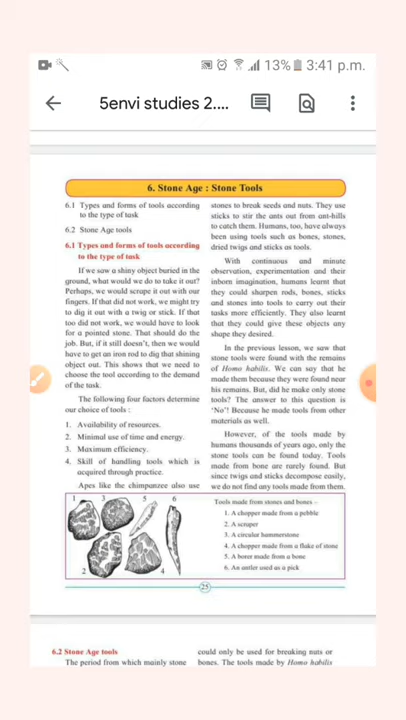 13% 3:41 p.m.
5envi studies 2....
6. Stone Age : Stone Tools
6.1 Types and forms of tools according
to the type of task
6.2 Stone Age tools
6.1 Types and forms of tools according
to the type of task
If we saw a shiny object buried in the
ground, what would we do to take it out?
Perhaps, we would scrape it out with our
fingers. If that did not work, we might try
to dig it out with a twig or stick. If that
too did not work, we would have to look
for a pointed stone. That should do the
job. But, if it still doesn't, then we would
have to get an iron rod to dig that shining
object out. This shows that we need to
choose the tool according to the demand
of the task.
The following four factors determine
our choice of tools :
1. Availability of resources.
2. Minimal use of time and energy.
3. Maximum efficiency.
4. Skill of handling tools which is
acquired through practice.
Apes like the chimpanzee also use
stones to break seeds and nuts. They use
sticks to stir the ants out from ant-hills
to catch them. Humans, too, have always
been using tools such as bones, stones,
dried twigs and sticks as tools.
With continuous and minute
observation, experimentation and their
inborn imagination, humans learnt that
they could sharpen rods, bones, sticks
and stones into tools to carry out their
tasks more efficiently. They also learnt
that they could give these objects any
shape they desired.
In the previous lesson, we saw that
stone tools were found with the remains
of Homo habilis. We can say that he
made them because they were found near
his remains. But, did he make only stone
tools? The answer to this question is
'No'! Because he made tools from other
materials as well.
However, of the tools made by
humans thousands of years ago, only the
stone tools can be found today. Tools
made from bone are rarely found. But
since twigs and sticks decompose easily,
we do not find any tools made from them.
1 3 5 6
2 4
Tools made from stones and bones -
1. A chopper made from a pebble
2. A scraper
3. A circular hammerstone
4. A chopper made from a flake of stone
5. A borer made from a bone
6. An antler used as a pick
25
6.2 Stone Age tools
The period from which mainly stone
could only be used for breaking nuts or
bones. The tools made by Homo habilis